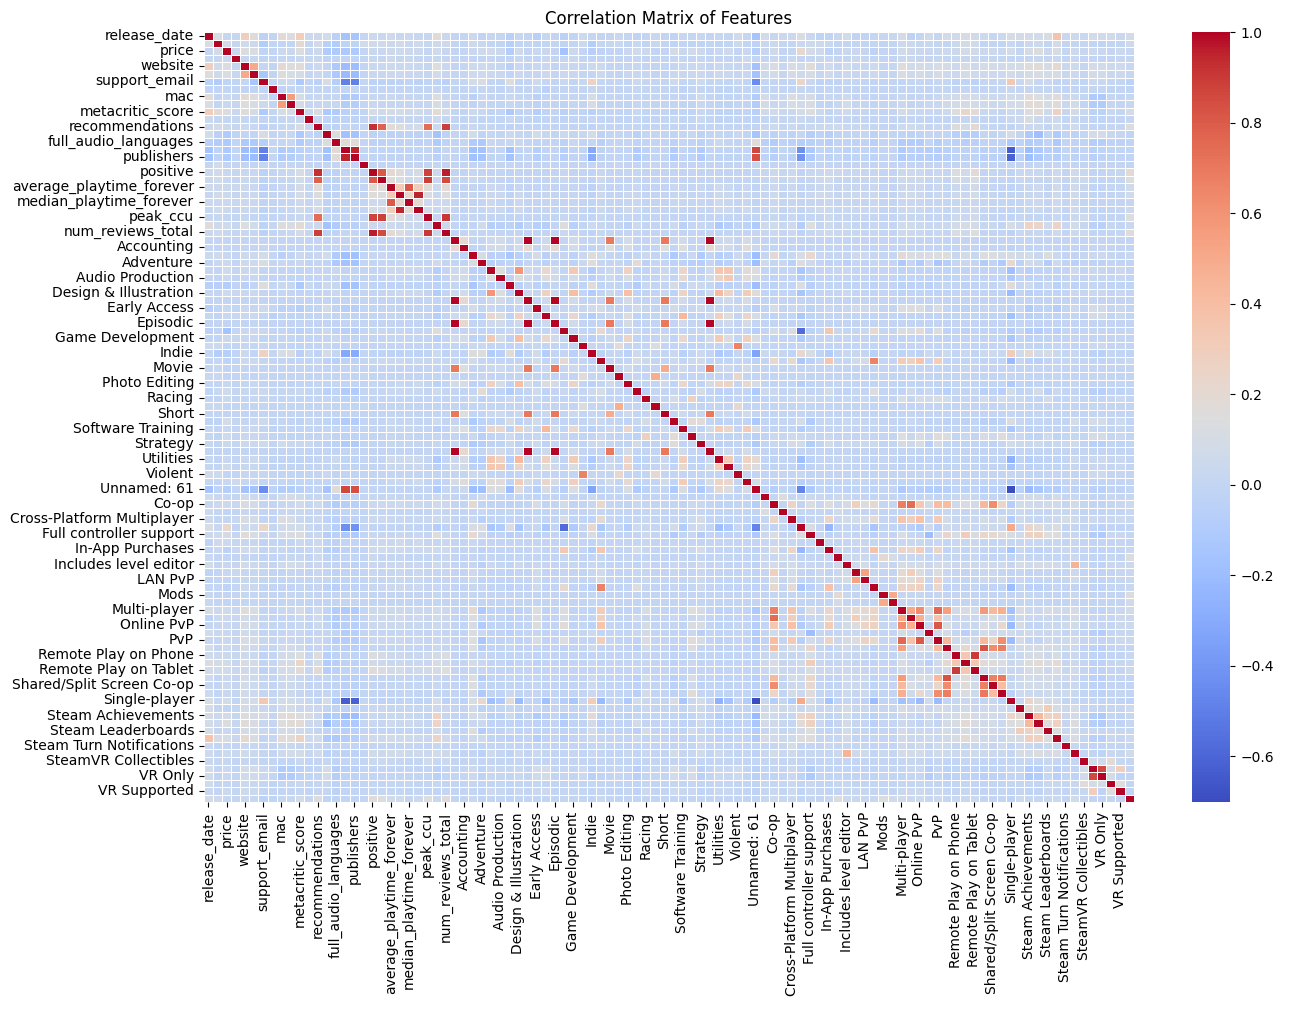 Correlation Matrix of Features
release_date
price
website
support_email
mac
metacritic_score
recommendations
full_audio_languages
publishers
positive
average_playtime_forever
median_playtime_forever
peak_ccu
num_reviews_total
Accounting
Adventure
Audio Production
Design & Illustration
Early Access
Episodic
Game Development
Indie
Movie
Photo Editing
Racing
Short
Software Training
Strategy
Utilities
Violent
Unnamed: 61
Co-op
Cross-Platform Multiplayer
Full controller support
In-App Purchases
Includes level editor
LAN PvP
Mods
Multi-player
Online PvP
PvP
Remote Play on Phone
Remote Play on Tablet
Shared/Split Screen Co-op
Single-player
Steam Achievements
Steam Leaderboards
Steam Turn Notifications
SteamVR Collectibles
VR Only
VR Supported
release_date
price
website
support_email
mac
metacritic_score
recommendations
full_audio_languages
publishers
positive
average_playtime_forever
median_playtime_forever
peak_ccu
num_reviews_total
Accounting
Adventure
Audio Production
Design & Illustration
Early Access
Episodic
Game Development
Indie
Movie
Photo Editing
Racing
Short
Software Training
Strategy
Utilities
Violent
Unnamed: 61
Co-op
Cross-Platform Multiplayer
Full controller support
In-App Purchases
Includes level editor
LAN PvP
Mods
Multi-player
Online PvP
PvP
Remote Play on Phone
Remote Play on Tablet
Shared/Split Screen Co-op
Single-player
Steam Achievements
Steam Leaderboards
Steam Turn Notifications
SteamVR Collectibles
VR Only
VR Supported
1.0
0.8
0.6
0.4
0.2
0.0
−0.2
−0.4
−0.6